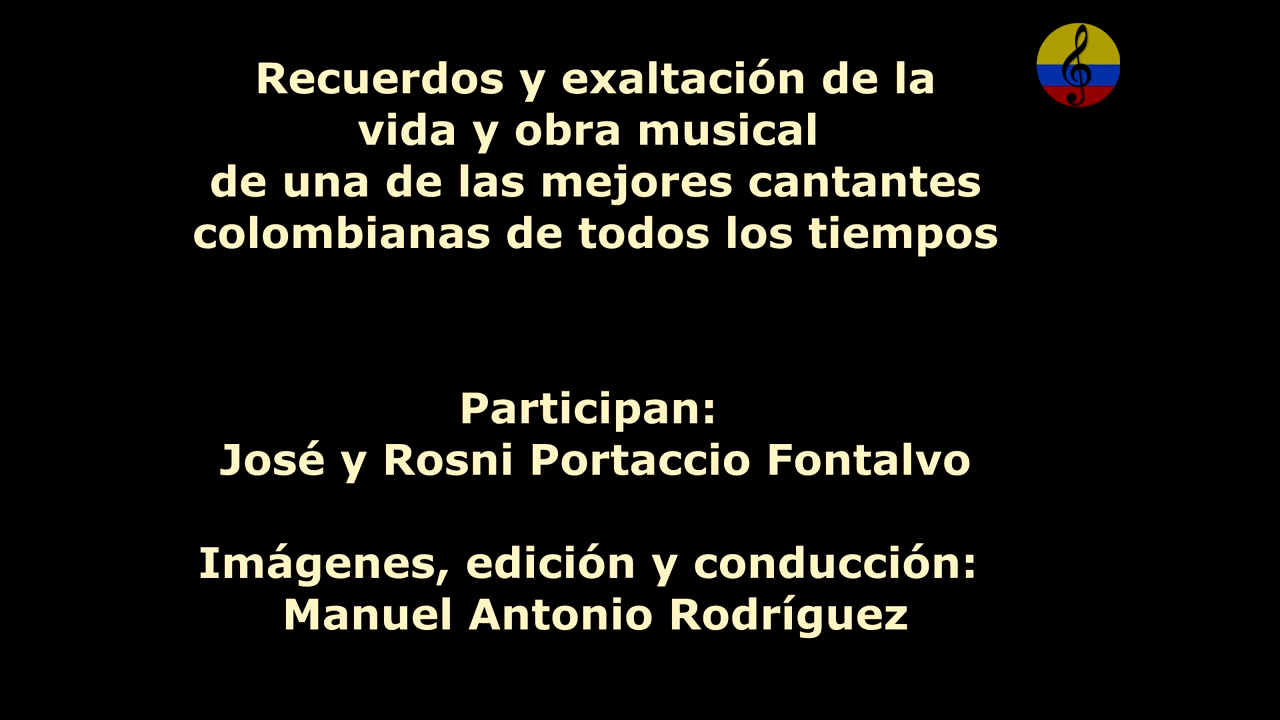 Recuerdos y exaltación de la
vida y obra musical
de una de las mejores cantantes
colombianas de todos los tiempos
Participan:
José y Rosni Portaccio Fontalvo
Imágenes, edición y conducción:
Manuel Antonio Rodríguez